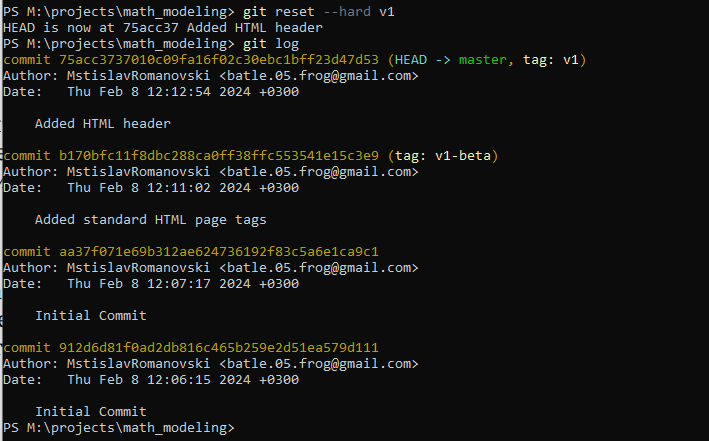 PS M:\projects\math_modeling> git reset --hard v1
HEAD is now at 75acc37 Added HTML header
PS M:\projects\math_modeling> git log
commit 75acc3737010c09fa16f02c30ebc1bff23d47d53 (HEAD -> master, tag: v1)
Author: MstislavRomanovski <batle.05.frog@gmail.com>
Date:   Thu Feb 8 12:12:54 2024 +0300
    Added HTML header
commit b170bfc11f8dbc288ca0ff38ffc553541e15c3e9 (tag: v1-beta)
Author: MstislavRomanovski <batle.05.frog@gmail.com>
Date:   Thu Feb 8 12:11:02 2024 +0300
    Added standard HTML page tags
commit aa37f071e69b312ae624736192f83c5a6e1ca9c1
Author: MstislavRomanovski <batle.05.frog@gmail.com>
Date:   Thu Feb 8 12:07:17 2024 +0300
    Initial Commit
commit 912d6d81f0ad2db816c465b259e2d51ea579d111
Author: MstislavRomanovski <batle.05.frog@gmail.com>
Date:   Thu Feb 8 12:06:15 2024 +0300
    Initial Commit
PS M:\projects\math_modeling>